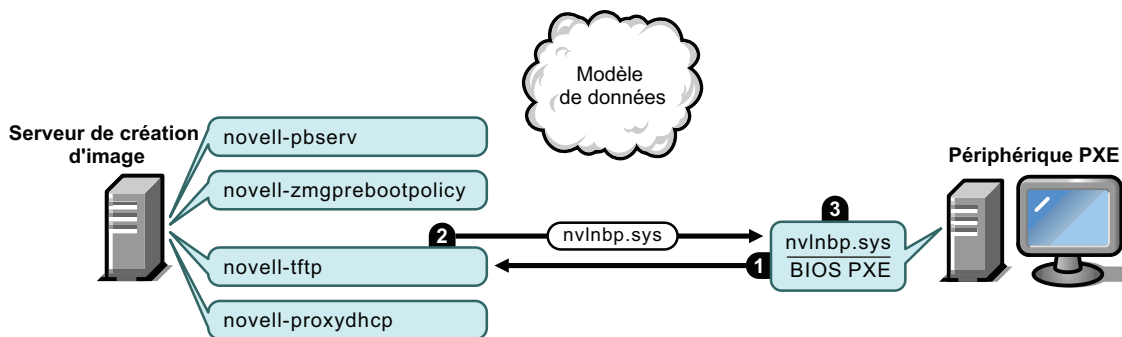 Modèle
de données
Serveur de création
d'image
novell-pbserv
novell-zmgprebootpolicy
novell-tftp
novell-proxydhcp
2
nvlnbp.sys
1
3
nvlnbp.sys
BIOS PXE
Périphérique PXE